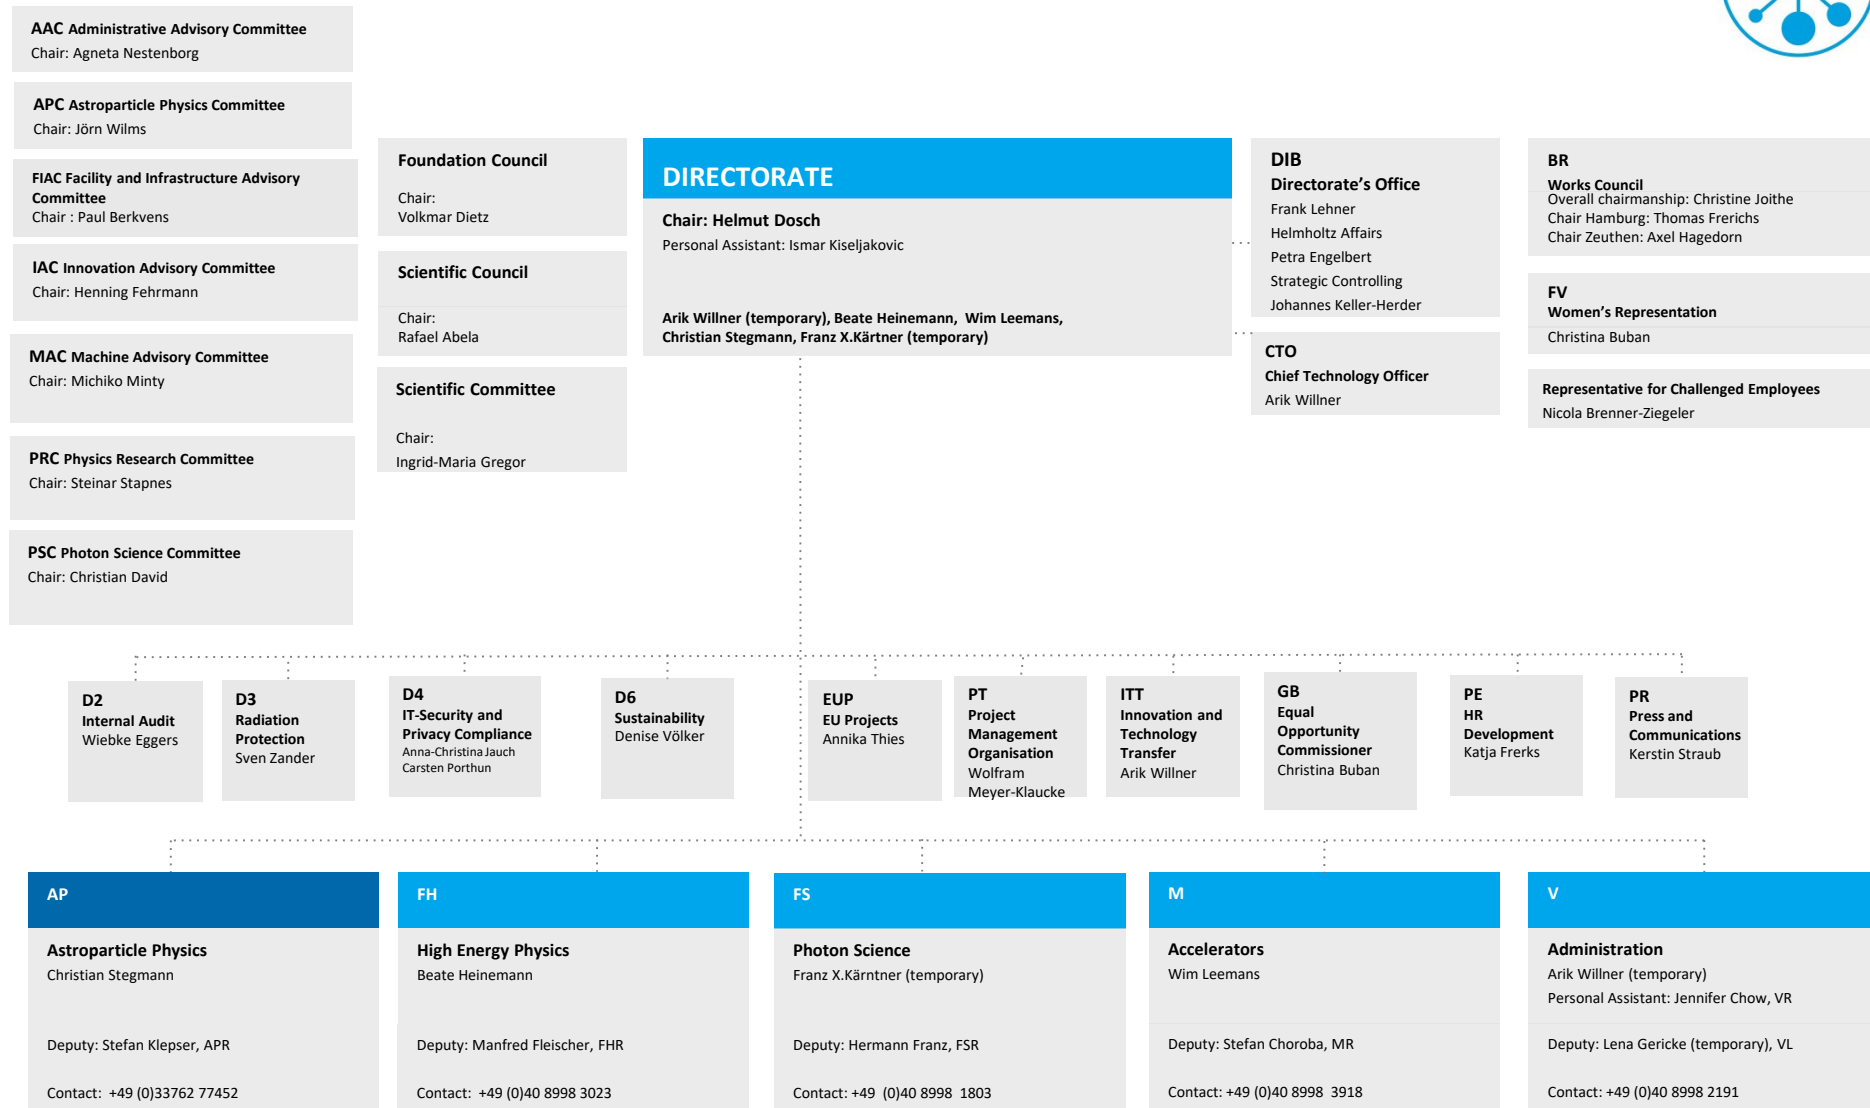 AAC Administrative Advisory Committee
Chair: Agneta Nestenborg
APC Astroparticle Physics Committee
Chair: Jörn Wilms
FIAC Facility and Infrastructure Advisory
Committee
Chair : Paul Berkvens
IAC Innovation Advisory Committee
Chair: Henning Fehrmann
MAC Machine Advisory Committee
Chair: Michiko Minty
PRC Physics Research Committee
Chair: Steinar Stapnes
PSC Photon Science Committee
Chair: Christian David
Foundation Council
Chair:
Volkmar Dietz
Scientific Council
Chair:
Rafael Abela
Scientific Committee
Chair:
Ingrid-Maria Gregor
DIRECTORATE
Chair: Helmut Dosch
Personal Assistant: Ismar Kiseljakovic
Arik Willner (temporary), Beate Heinemann, Wim Leemans,
Christian Stegmann, Franz X.Kärtner (temporary)
DIB
Directorate’s Office
Frank Lehner
Helmholtz Affairs
Petra Engelbert
Strategic Controlling
Johannes Keller-Herder
CTO
Chief Technology Officer
Arik Willner
BR
Works Council
Overall chairmanship: Christine Joithe
Chair Hamburg: Thomas Frerichs
Chair Zeuthen: Axel Hagedorn
FV
Women’s Representation
Christina Buban
Representative for Challenged Employees
Nicola Brenner-Ziegeler
D2
Internal Audit
Wiebke Eggers
D3
Radiation
Protection
Sven Zander
D4
IT-Security and
Privacy Compliance
Anna-Christina Jauch
Carsten Porthun
D6
Sustainability
Denise Völker
EUP
EU Projects
Annika Thies
PT
Project
Management
Organisation
Wolfram
Meyer-Klaucke
ITT
Innovation and
Technology
Transfer
Arik Willner
GB
Equal
Opportunity
Commissioner
Christina Buban
PE
HR
Development
Katja Frerks
PR
Press and
Communications
Kerstin Straub
AP
Astroparticle Physics
Christian Stegmann
Deputy: Stefan Klepser, APR
Contact: +49 (0)33762 77452
FH
High Energy Physics
Beate Heinemann
Deputy: Manfred Fleischer, FHR
Contact: +49 (0)40 8998 3023
FS
Photon Science
Franz X.Kärntner (temporary)
Deputy: Hermann Franz, FSR
Contact: +49 (0)40 8998 1803
M
Accelerators
Wim Leemans
Deputy: Stefan Choroba, MR
Contact: +49 (0)40 8998 3918
V
Administration
Arik Willner (temporary)
Personal Assistant: Jennifer Chow, VR
Deputy: Lena Gericke (temporary), VL
Contact: +49 (0)40 8998 2191